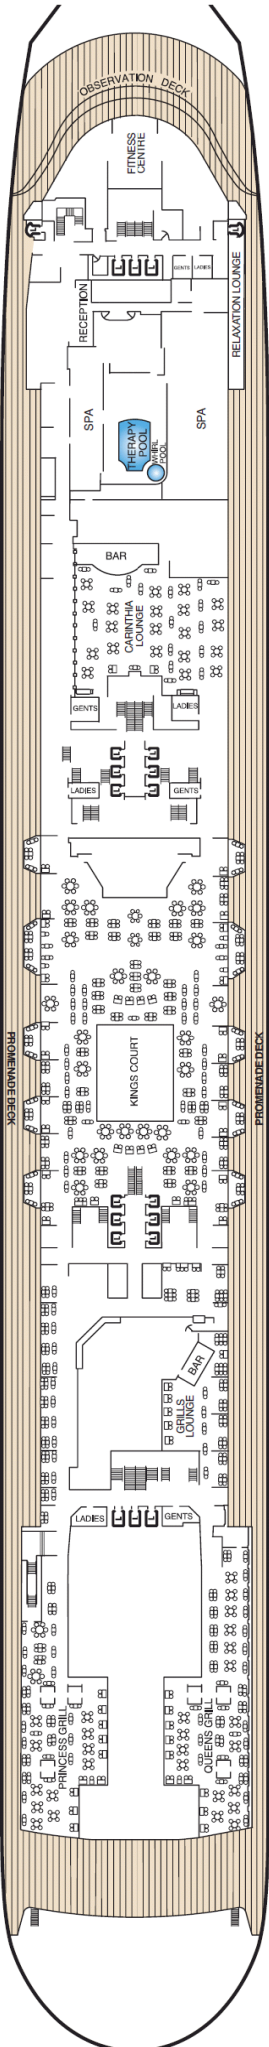 OBSERVATION DECK
FITNESS
CENTRE
GENTS
LADIES
RELAXATION LOUNGE
RECEPTION
SPA
SPA
THERAPY
POOL
WHIRL
POOL
BAR
CARINTHIA
LOUNGE
GENTS
LADIES
LADIES
GENTS
KINGS COURT
PROMENADE DECK
PROMENADE DECK
BAR
GRILLS
LOUNGE
LADIES
GENTS
PRINCESS GRILL
QUEENS GRILL